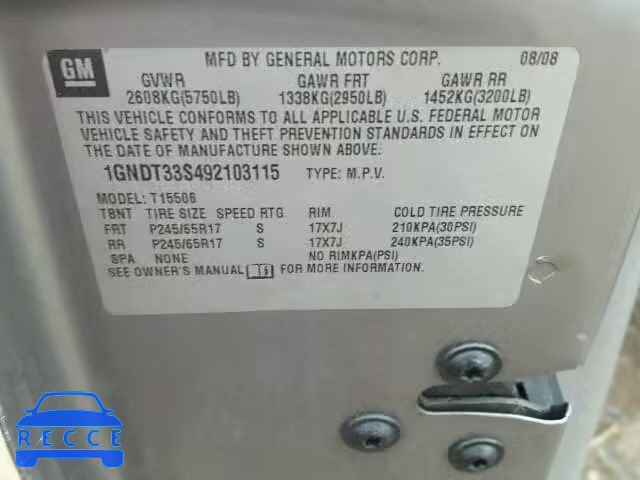 GM
MFD BY GENERAL MOTORS CORP. 08/08
GVWR GAWR FRT GAWR RR
2608KG(5750LB) 1338KG(2950LB) 1452KG(3200LB)
THIS VEHICLE CONFORMS TO ALL APPLICABLE U.S. FEDERAL MOTOR
VEHICLE SAFETY AND THEFT PREVENTION STANDARDS IN EFFECT ON
THE DATE OF MANUFACTURE SHOWN ABOVE.
1GNDT33S492103115 TYPE: M.P.V.
MODEL: T15506
TBNT TIRE SIZE SPEED RTG RIM COLD TIRE PRESSURE
FRT P245/65R17 S 17X7J 210KPA(30PSI)
RR P245/65R17 S 17X7J 240KPA(35PSI)
SPA NONE NO RIMKPA(PSI)
SEE OWNER'S MANUAL FOR MORE INFORMATION.
RECCE